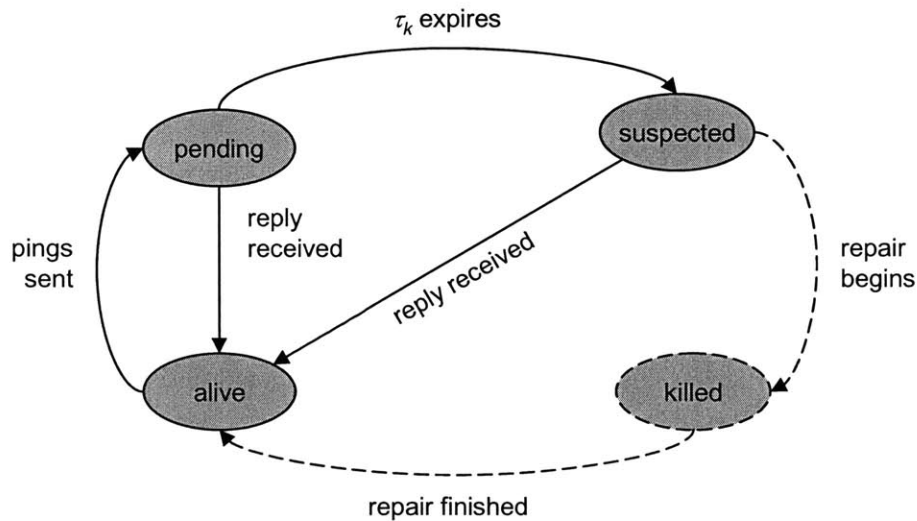 τₖ expires
pending
suspected
reply
received
pings
sent
reply received
repair
begins
alive
killed
repair finished